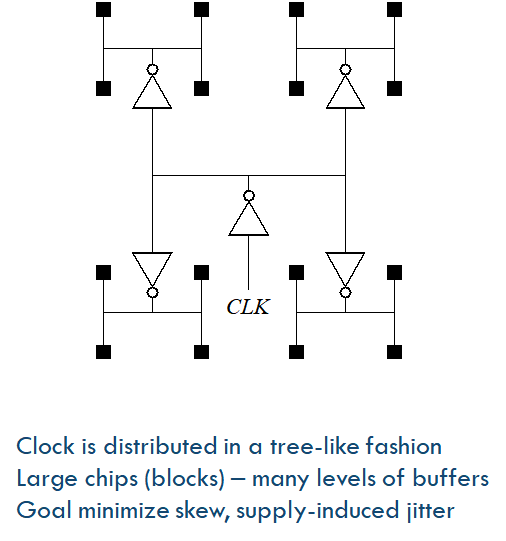 CLK
Clock is distributed in a tree-like fashion
Large chips (blocks) – many levels of buffers
Goal minimize skew, supply-induced jitter